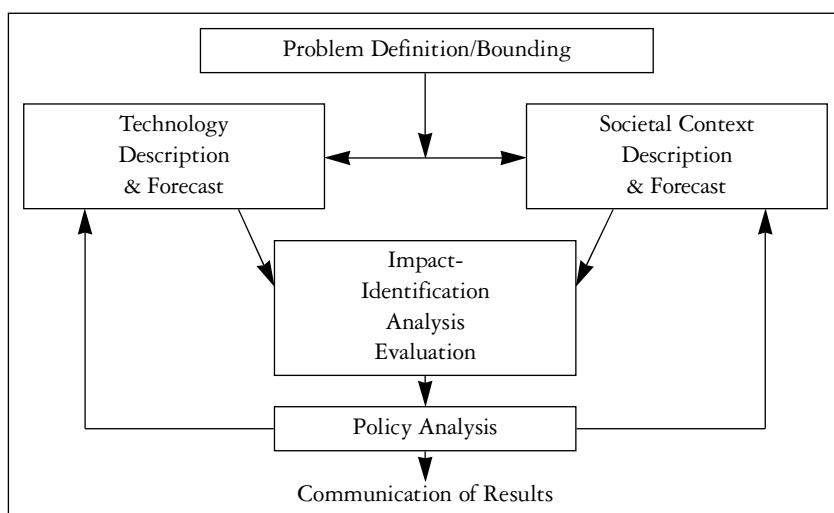 Problem Definition/Bounding
Technology
Description
& Forecast
Societal Context
Description
& Forecast
Impact-
Identification
Analysis
Evaluation
Policy Analysis
Communication of Results